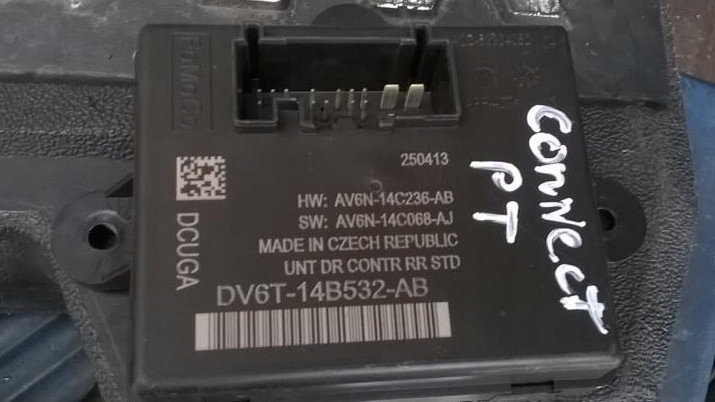 FoMoCo
250413
HW: AV6N-14C236-AB
SW: AV6N-14C068-AJ
MADE IN CZECH REPUBLIC
UNT DR CONTR RR STD
DV6T-14B532-AB
DCUGA
CONNECT
PT